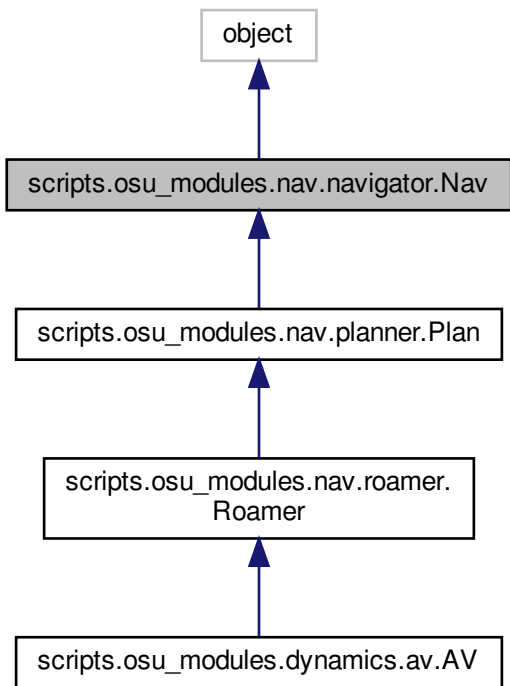 object
scripts.osu_modules.nav.navigator.Nav
scripts.osu_modules.nav.planner.Plan
scripts.osu_modules.nav.roamer.
Roamer
scripts.osu_modules.dynamics.av.AV